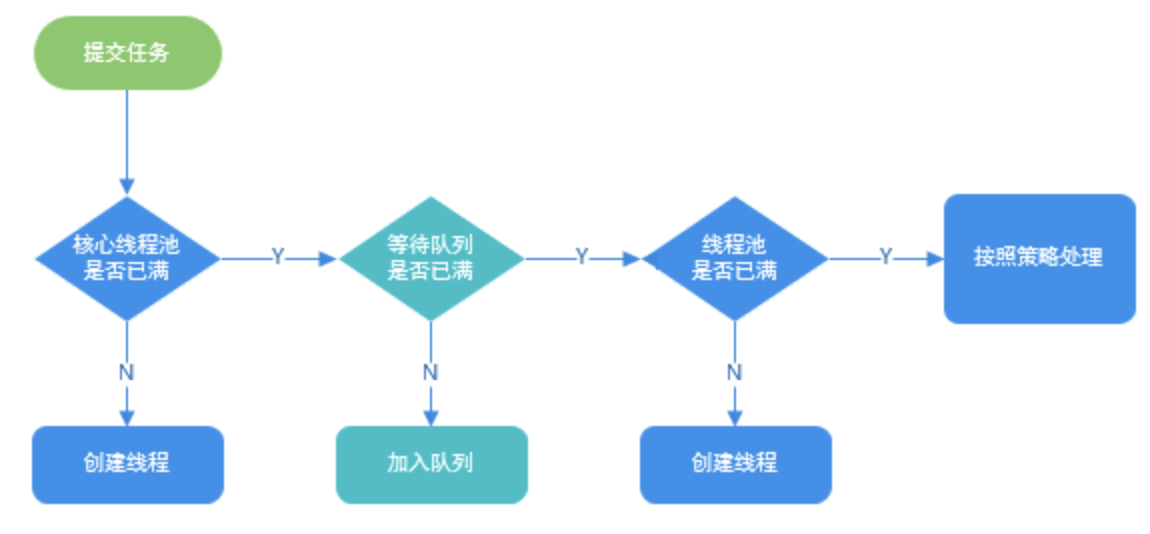 提交任务
核心线程池
是否已满
Y
等待队列
是否已满
Y
线程池
是否已满
Y
按照策略处理
N
N
N
创建线程
加入队列
创建线程